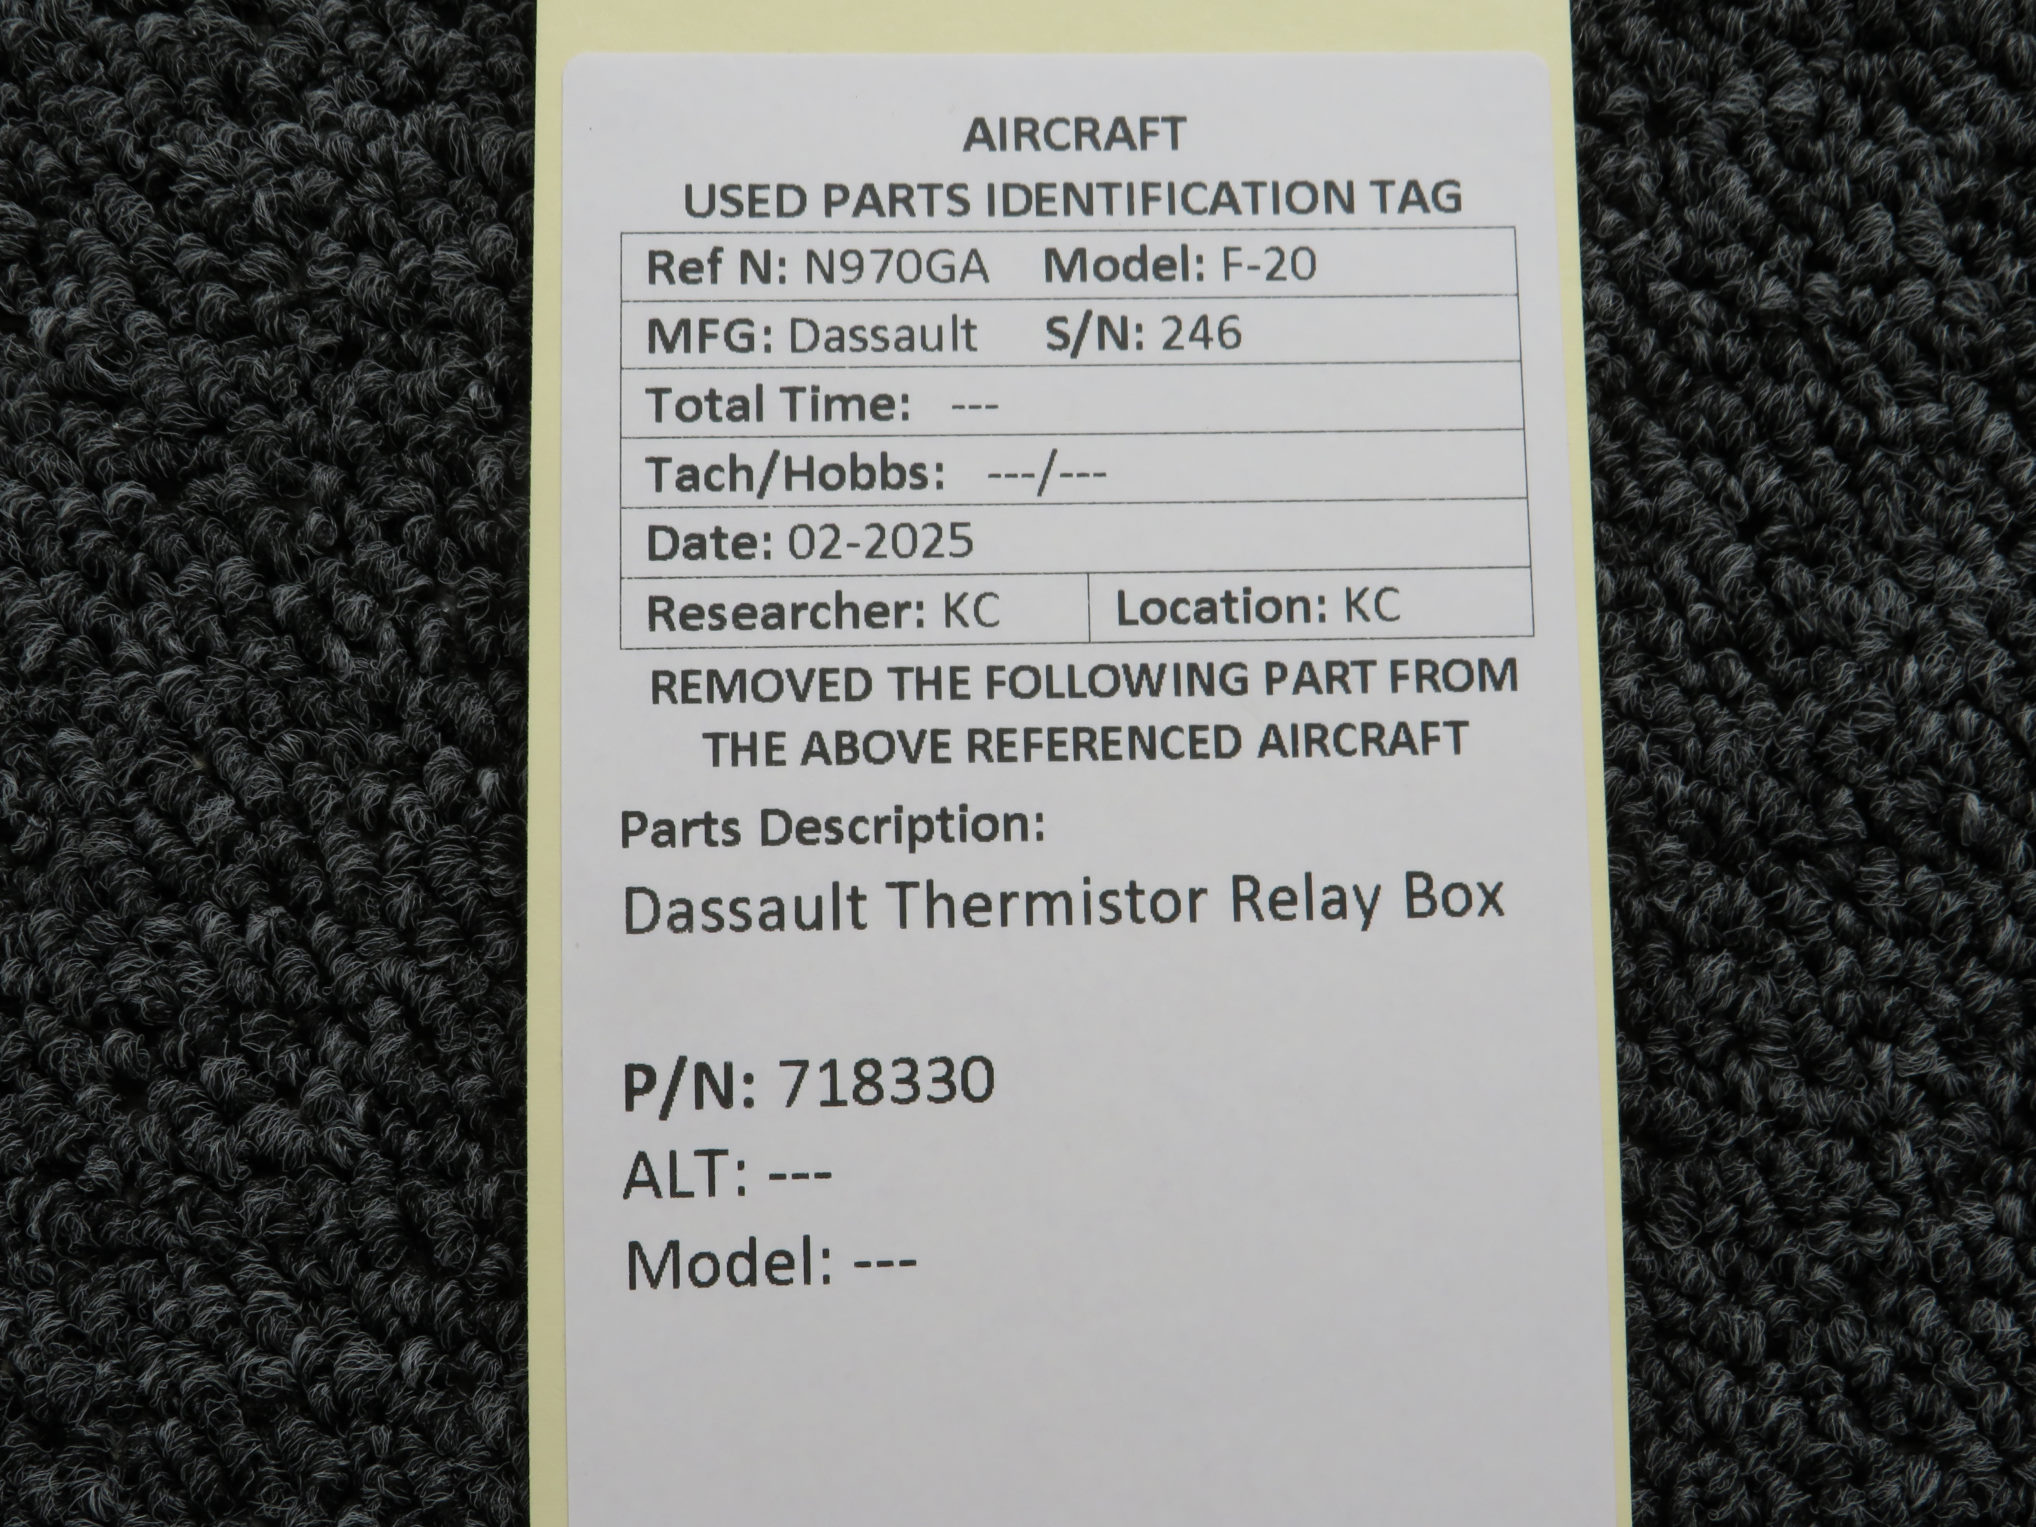 AIRCRAFT
USED PARTS IDENTIFICATION TAG
Ref N: N970GA Model: F-20
MFG: Dassault S/N: 246
Total Time: ---
Tach/Hobbs: ---/---
Date: 02-2025
Researcher: KC Location: KC
REMOVED THE FOLLOWING PART FROM
THE ABOVE REFERENCED AIRCRAFT
Parts Description:
Dassault Thermistor Relay Box
P/N: 718330
ALT: ---
Model: ---